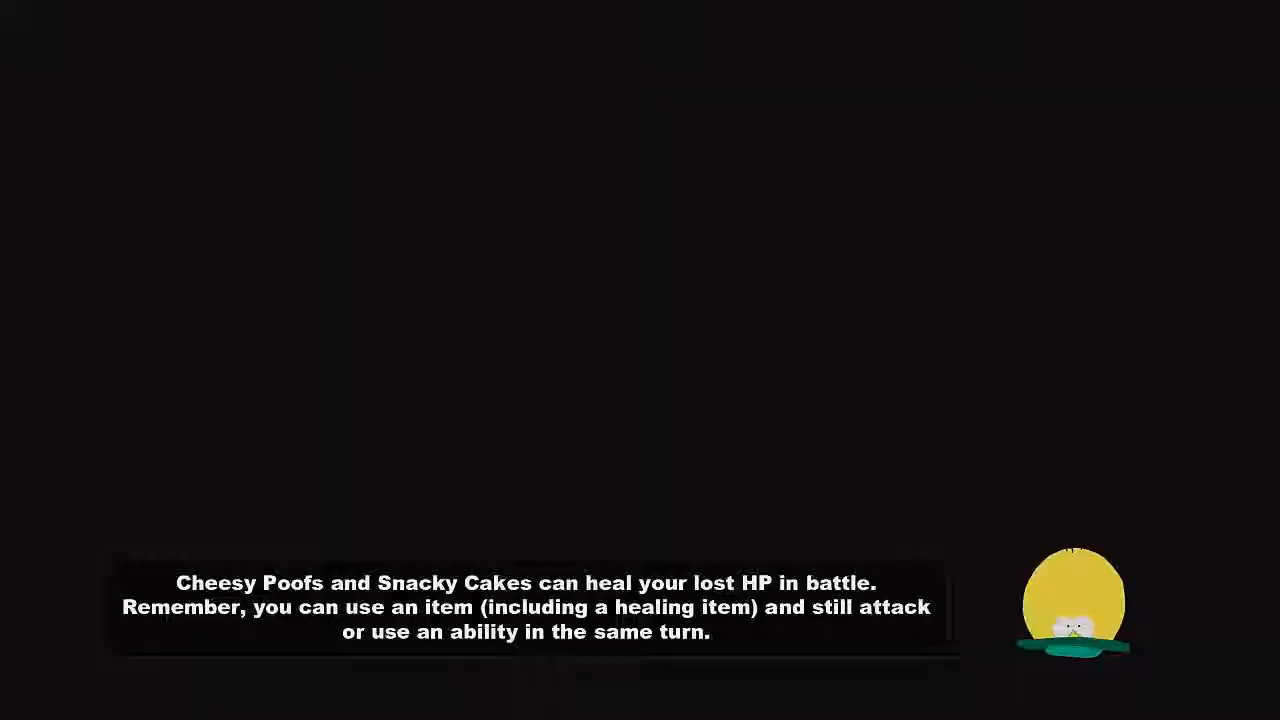 Cheesy Poofs and Snacky Cakes can heal your lost HP in battle.
Remember, you can use an item (including a healing item) and still attack
or use an ability in the same turn.